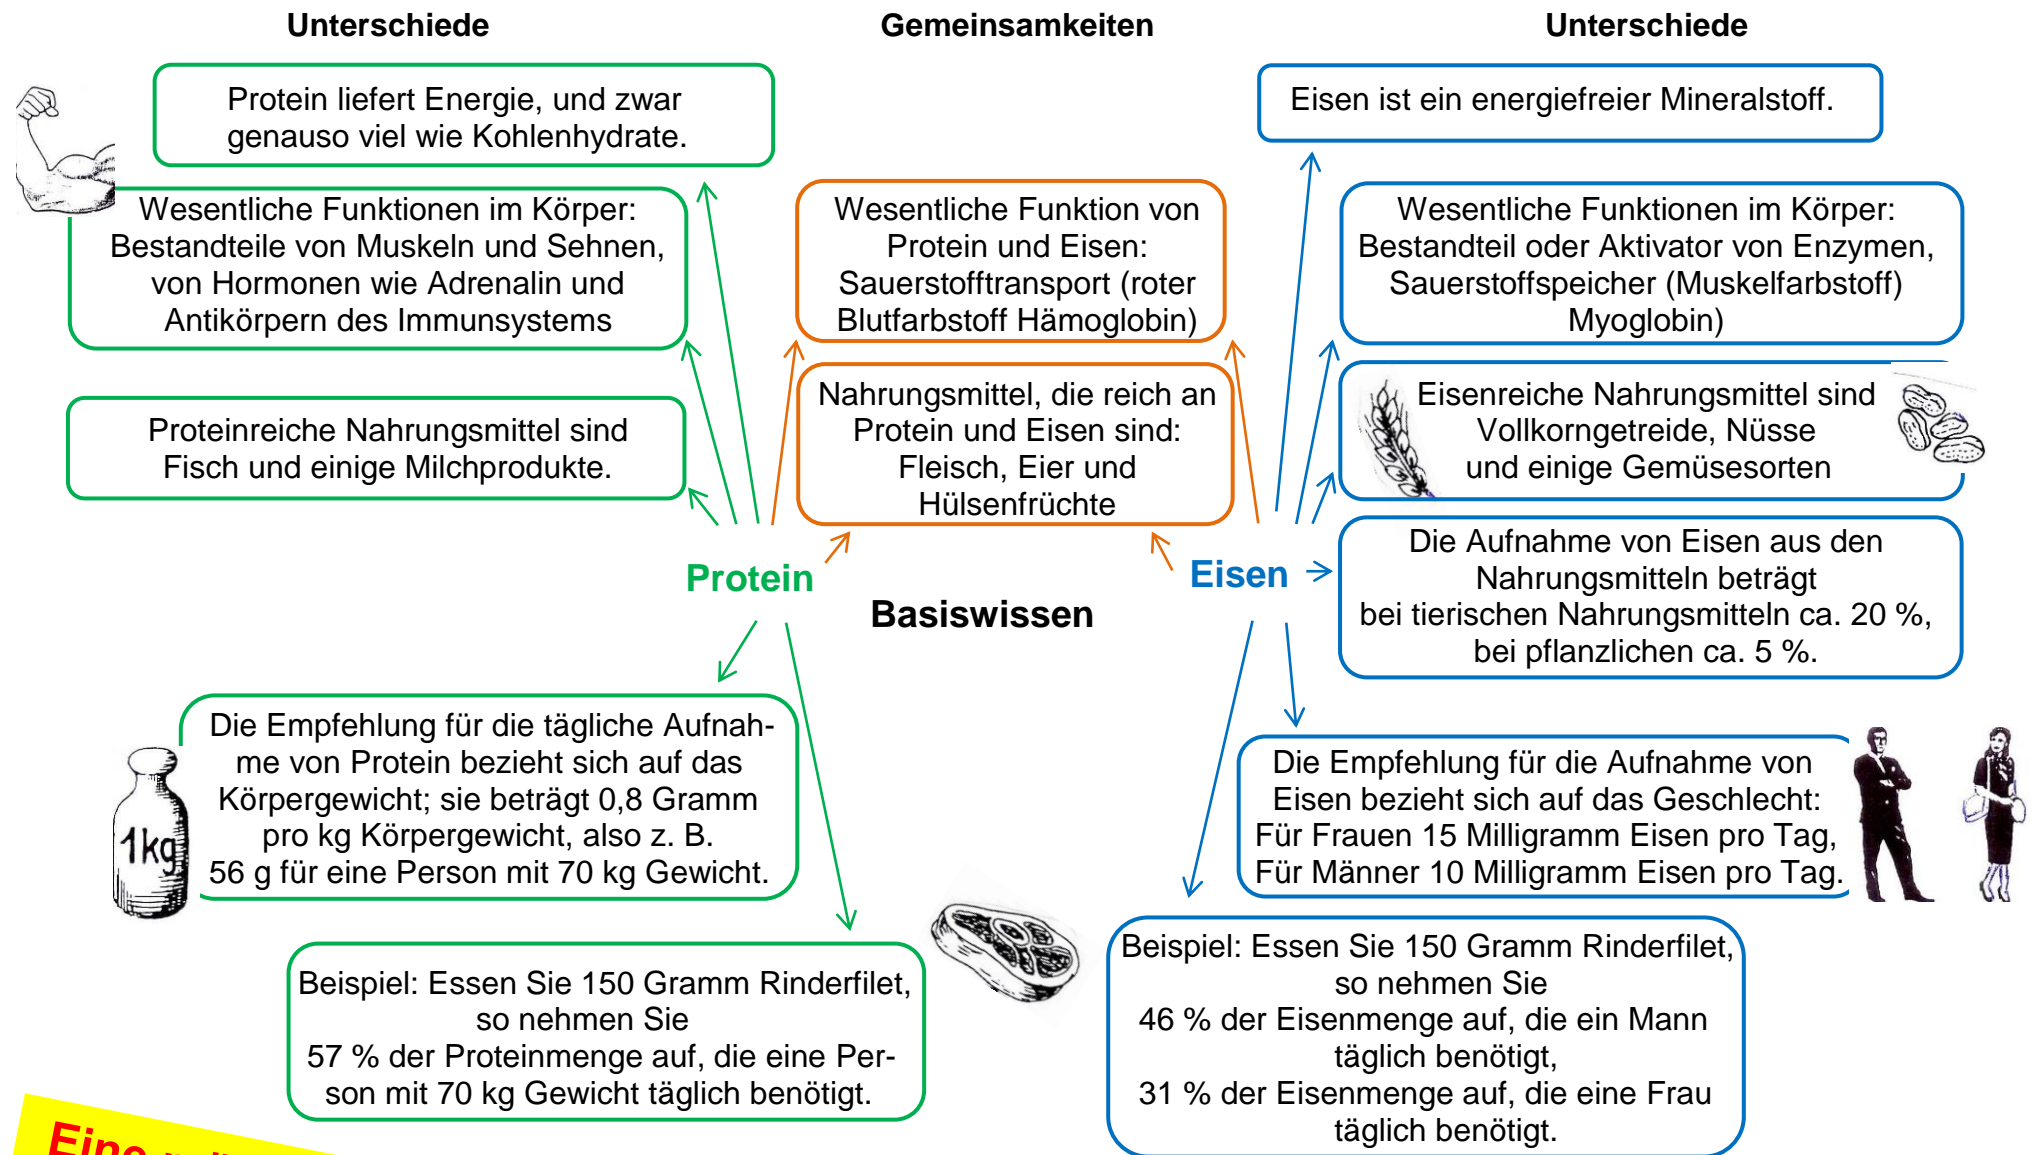 Unterschiede
Gemeinsamkeiten
Unterschiede
Protein liefert Energie, und zwar
genauso viel wie Kohlenhydrate.
Wesentliche Funktionen im Körper:
Bestandteile von Muskeln und Sehnen,
von Hormonen wie Adrenalin und
Antikörpern des Immunsystems
Proteinreiche Nahrungsmittel sind
Fisch und einige Milchprodukte.
Wesentliche Funktion von
Protein und Eisen:
Sauerstofftransport (roter
Blutfarbstoff Hämoglobin)
Nahrungsmittel, die reich an
Protein und Eisen sind:
Fleisch, Eier und
Hülsenfrüchte
Eisen ist ein energiefreier Mineralstoff.
Wesentliche Funktionen im Körper:
Bestandteil oder Aktivator von Enzymen,
Sauerstoffspeicher (Muskelfarbstoff)
Myoglobin)
Eisenreiche Nahrungsmittel sind
Vollkorngetreide, Nüsse
und einige Gemüsesorten
Die Aufnahme von Eisen aus den
Nahrungsmitteln beträgt
bei tierischen Nahrungsmitteln ca. 20 %,
bei pflanzlichen ca. 5 %.
Protein
Eisen
Basiswissen
Die Empfehlung für die tägliche Aufnah-
me von Protein bezieht sich auf das
Körpergewicht; sie beträgt 0,8 Gramm
pro kg Körpergewicht, also z. B.
56 g für eine Person mit 70 kg Gewicht.
1kg
Beispiel: Essen Sie 150 Gramm Rinderfilet,
so nehmen Sie
57 % der Proteinmenge auf, die eine Per-
son mit 70 kg Gewicht täglich benötigt.
Die Empfehlung für die Aufnahme von
Eisen bezieht sich auf das Geschlecht:
Für Frauen 15 Milligramm Eisen pro Tag,
Für Männer 10 Milligramm Eisen pro Tag.
Beispiel: Essen Sie 150 Gramm Rinderfilet,
so nehmen Sie
46 % der Eisenmenge auf, die ein Mann
täglich benötigt,
31 % der Eisenmenge auf, die eine Frau
täglich benötigt.
Eine